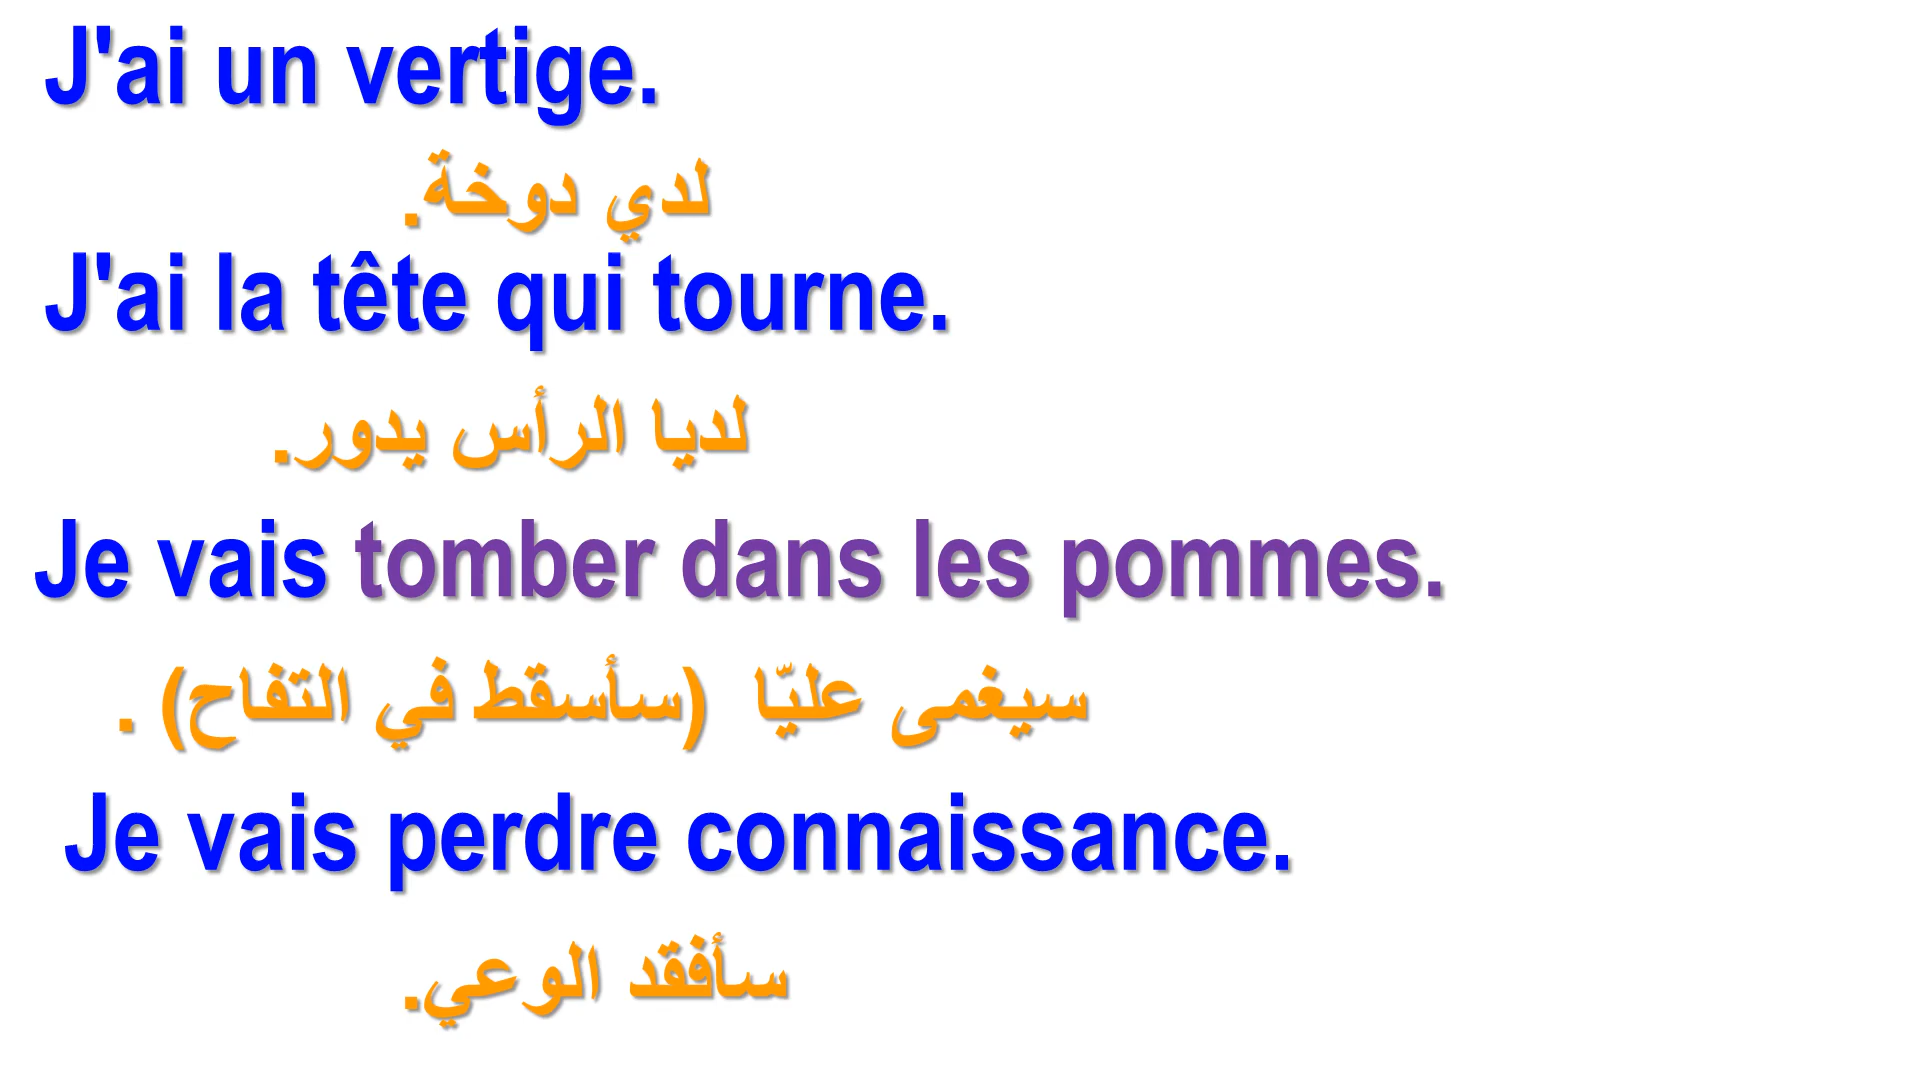 J'ai un vertige.
لدي دوخة.
J'ai la tête qui tourne.
لديا الرأس يدور.
Je vais tomber dans les pommes.
سيغمى عليّا (سأسقط في التفاح) .
Je vais perdre connaissance.
سأفقد الوعي.